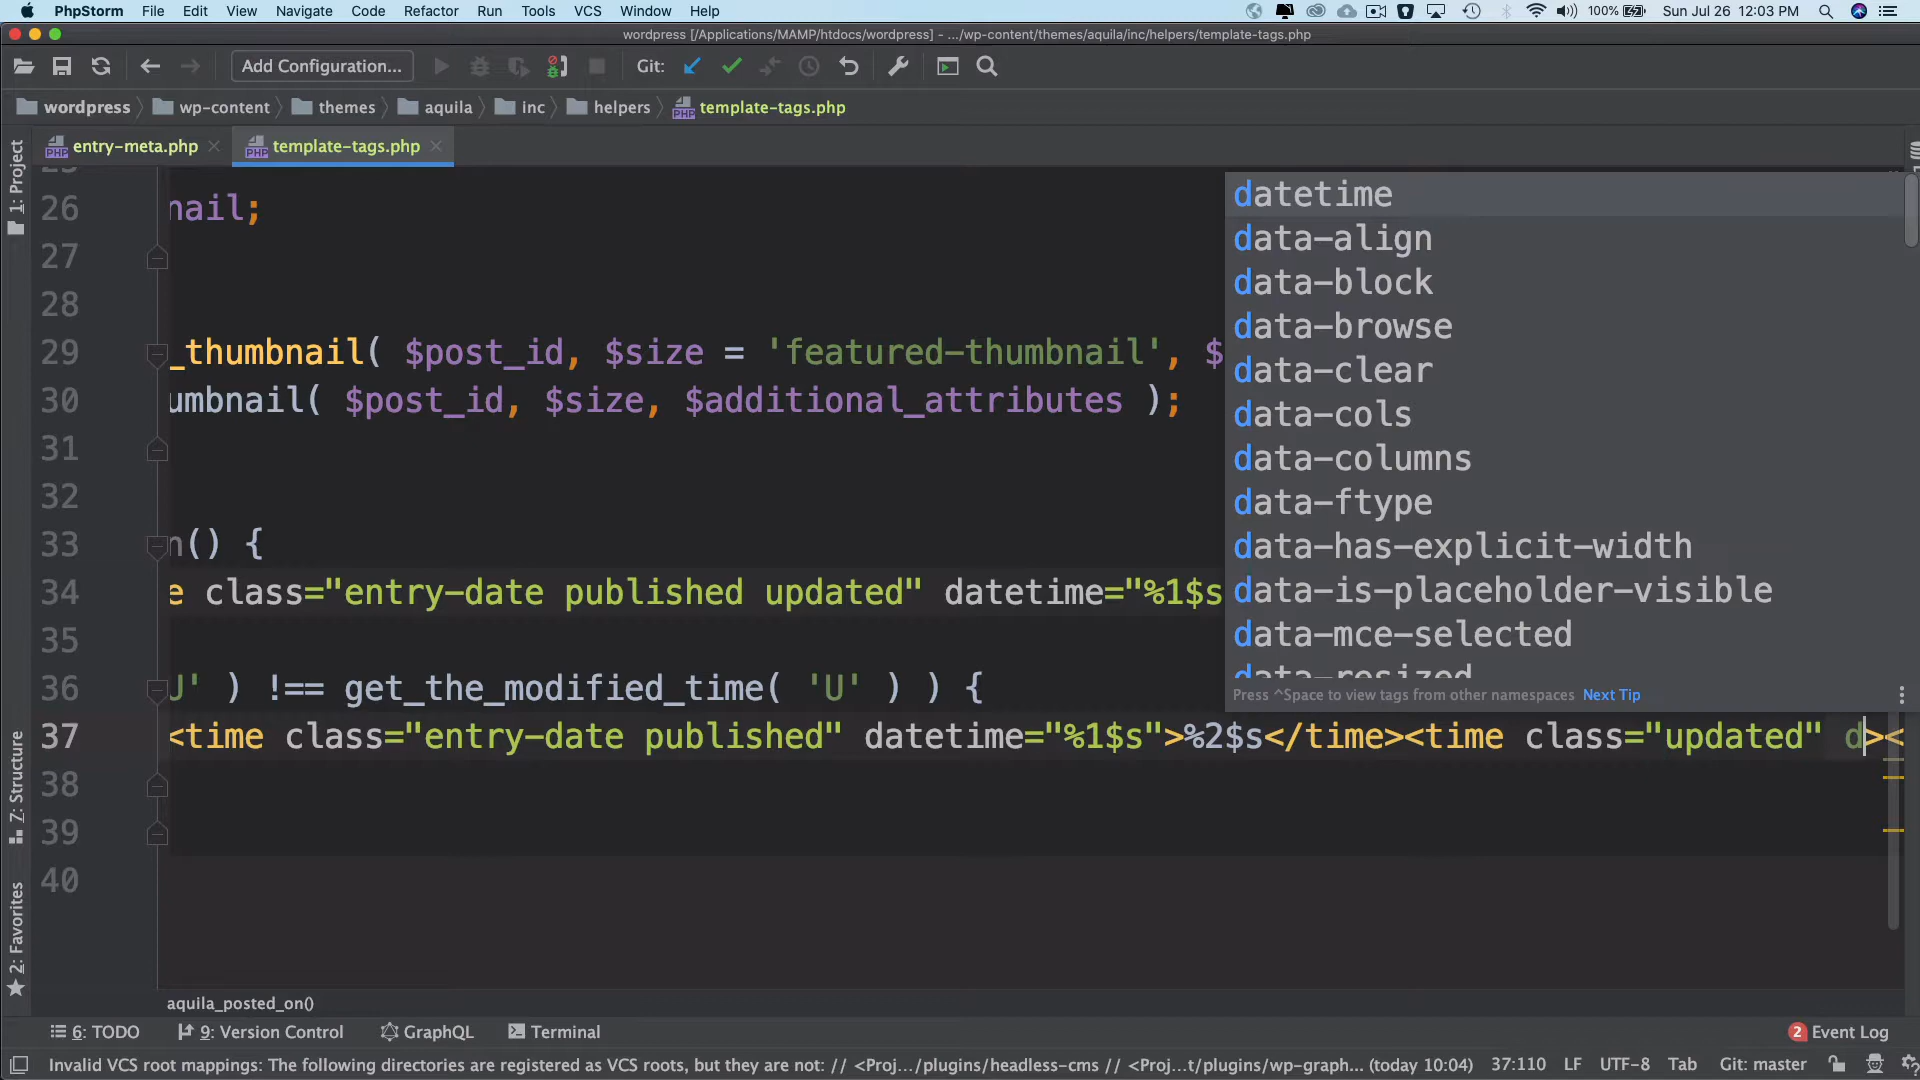 PhpStorm File Edit View Navigate Code Refactor Run Tools VCS Window Help 100% Sun Jul 26 12:03 PM
wordpress [/Applications/MAMP/htdocs/wordpress] - .../wp-content/themes/aquila/inc/helpers/template-tags.php
Add Configuration... Git:
wordpress wp-content themes aquila inc helpers template-tags.php
entry-meta.php template-tags.php
1: Project
26 nail;
27
28
29 _thumbnail( $post_id, $size = 'featured-thumbnail', $
30 umbnail( $post_id, $size, $additional_attributes );
31
32
33 n() {
34 e class="entry-date published updated" datetime="%1$s
35
36 U' ) !== get_the_modified_time( 'U' ) ) {
37 <time class="entry-date published" datetime="%1$s">%2$s</time><time class="updated" d><
38
39
40
datetime
data-align
data-block
data-browse
data-clear
data-cols
data-columns
data-ftype
data-has-explicit-width
data-is-placeholder-visible
data-mce-selected
data-resized
Press ^Space to view tags from other namespaces Next Tip
Z: Structure
2: Favorites
aquila_posted_on()
6: TODO 9: Version Control GraphQL Terminal 2 Event Log
Invalid VCS root mappings: The following directories are registered as VCS roots, but they are not: // <Proj.../plugins/headless-cms // <Proj...t/plugins/wp-graph... (today 10:04) 37:110 LF UTF-8 Tab Git: master